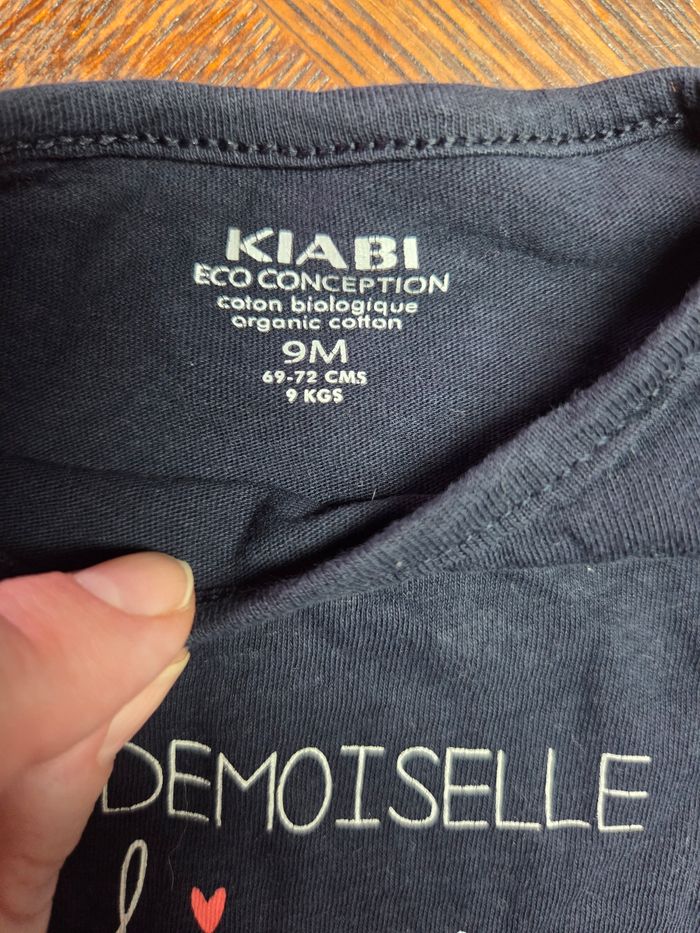 KIABI
ECO CONCEPTION
coton biologique
organic cotton
9M
69-72 CMS
9 KGS
DEMOISELLE